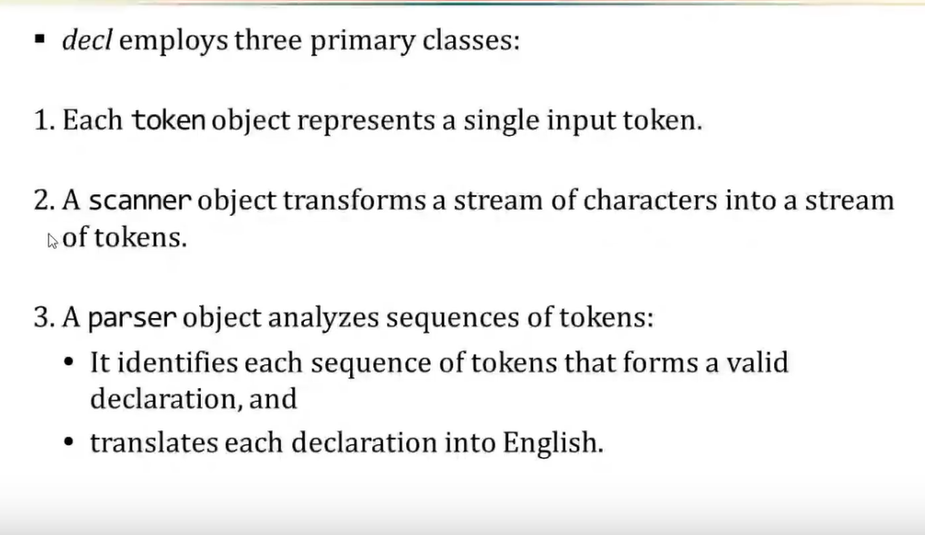 ▪ decl employs three primary classes:
1. Each token object represents a single input token.
2. A scanner object transforms a stream of characters into a stream
of tokens.
3. A parser object analyzes sequences of tokens:
• It identifies each sequence of tokens that forms a valid
declaration, and
• translates each declaration into English.